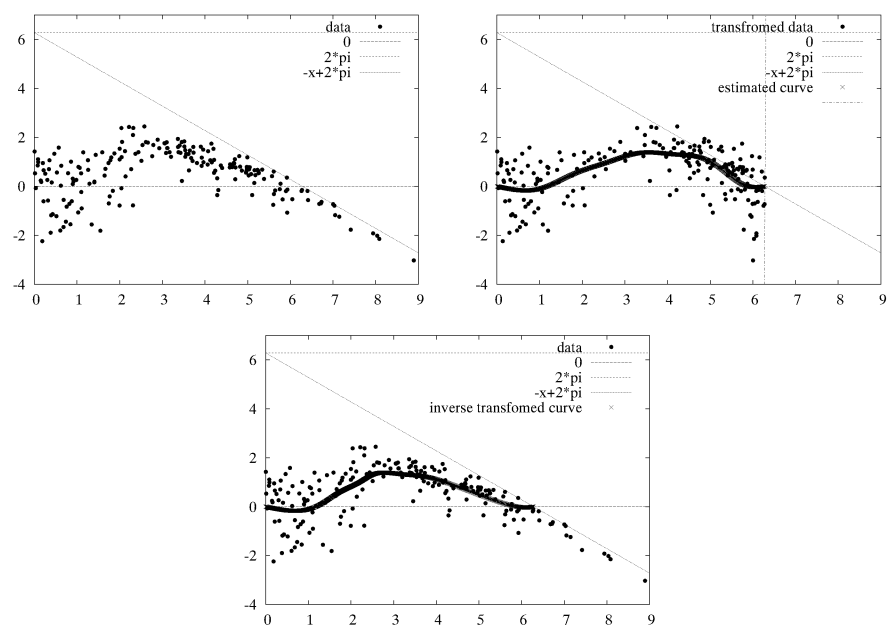 data
0
2*pi
-x+2*pi
6
4
2
0
-2
-4
0 1 2 3 4 5 6 7 8 9
transfromed data
0
2*pi
-x+2*pi
estimated curve
6
4
2
0
-2
-4
0 1 2 3 4 5 6 7 8 9
data
0
2*pi
-x+2*pi
inverse transfomed curve
6
4
2
0
-2
-4
0 1 2 3 4 5 6 7 8 9